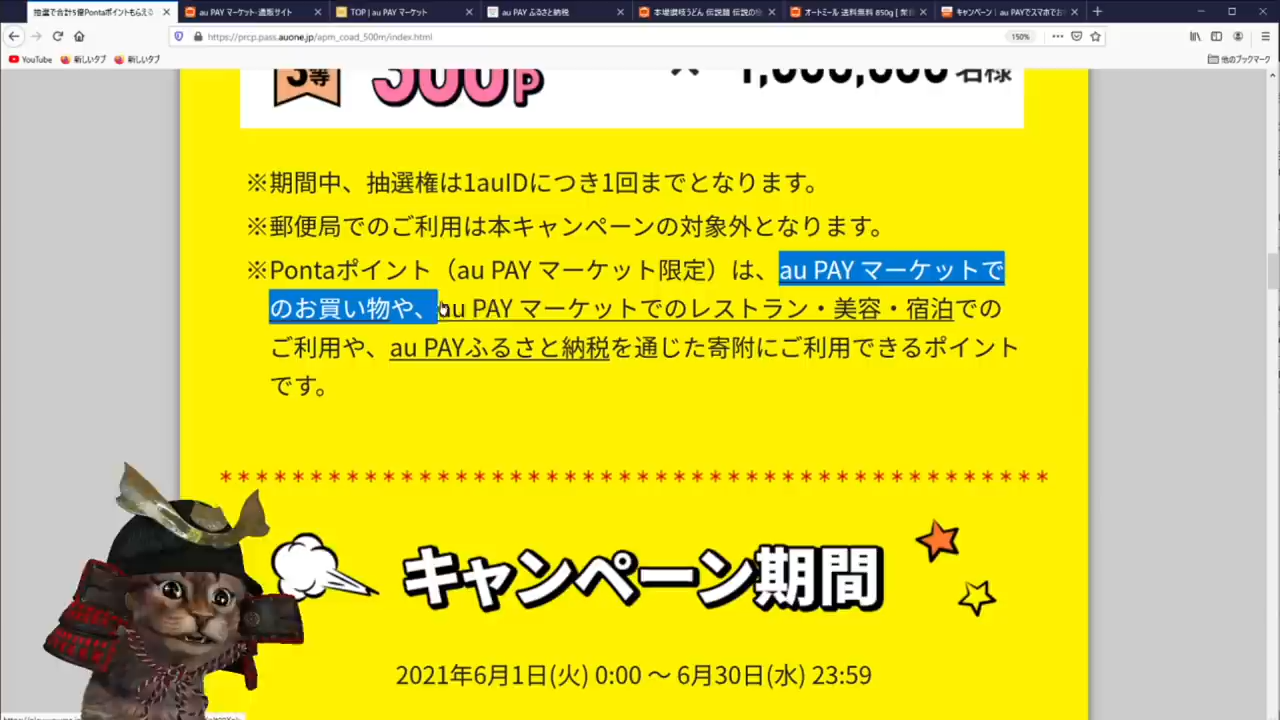 抽選で合計5億Pontaポイントもらえる
au PAY マーケット-通販サイト
TOP | au PAY マーケット
au PAY ふるさと納税
本場讃岐うどん 伝説麺 伝説の
オートミール 送料無料 850g [
キャンペーン | au PAYでスマホでお
https://prcp.pass.auone.jp/apm_coad_500m/index.html
150%
YouTube
新しいタブ
新しいタブ
他のブックマーク
3等
500P
× 1,000,000名様
※期間中、抽選権は1auIDにつき1回までとなります。
※郵便局でのご利用は本キャンペーンの対象外となります。
※Pontaポイント（au PAY マーケット限定）は、au PAY マーケットで
のお買い物や、au PAY マーケットでのレストラン・美容・宿泊での
ご利用や、au PAYふるさと納税を通じた寄附にご利用できるポイント
です。
キャンペーン期間
2021年6月1日(火) 0:00 ～ 6月30日(水) 23:59